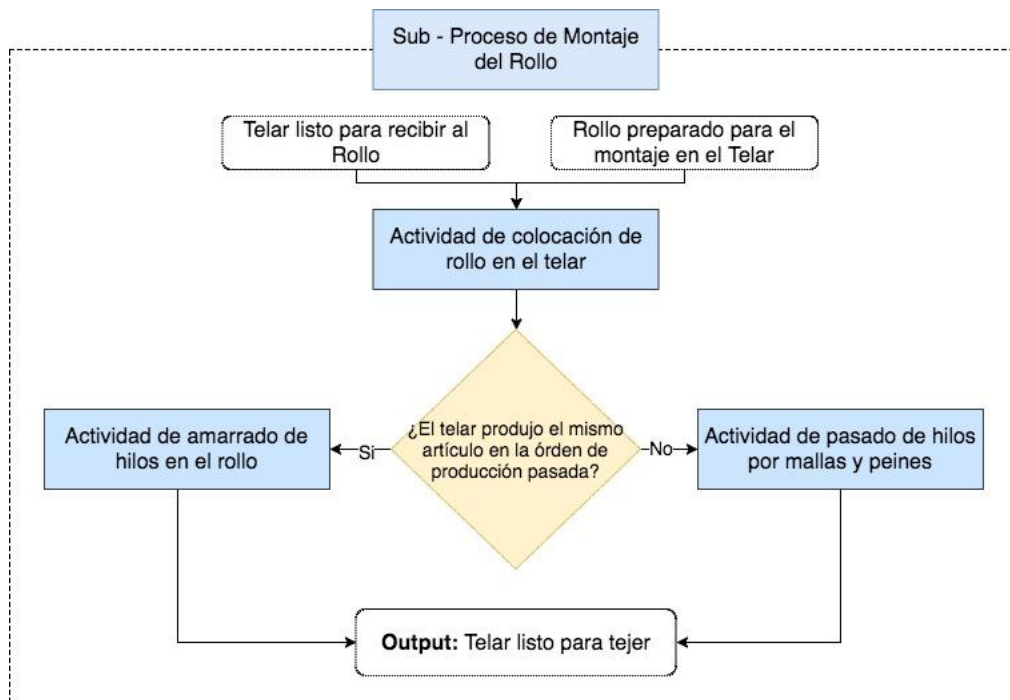 Sub - Proceso de Montaje
del Rollo
Telar listo para recibir al
Rollo
Rollo preparado para el
montaje en el Telar
Actividad de colocación de
rollo en el telar
¿El telar produjo el mismo
artículo en la órden de
producción pasada?
Si
No
Actividad de amarrado de
hilos en el rollo
Actividad de pasado de hilos
por mallas y peines
Output: Telar listo para tejer